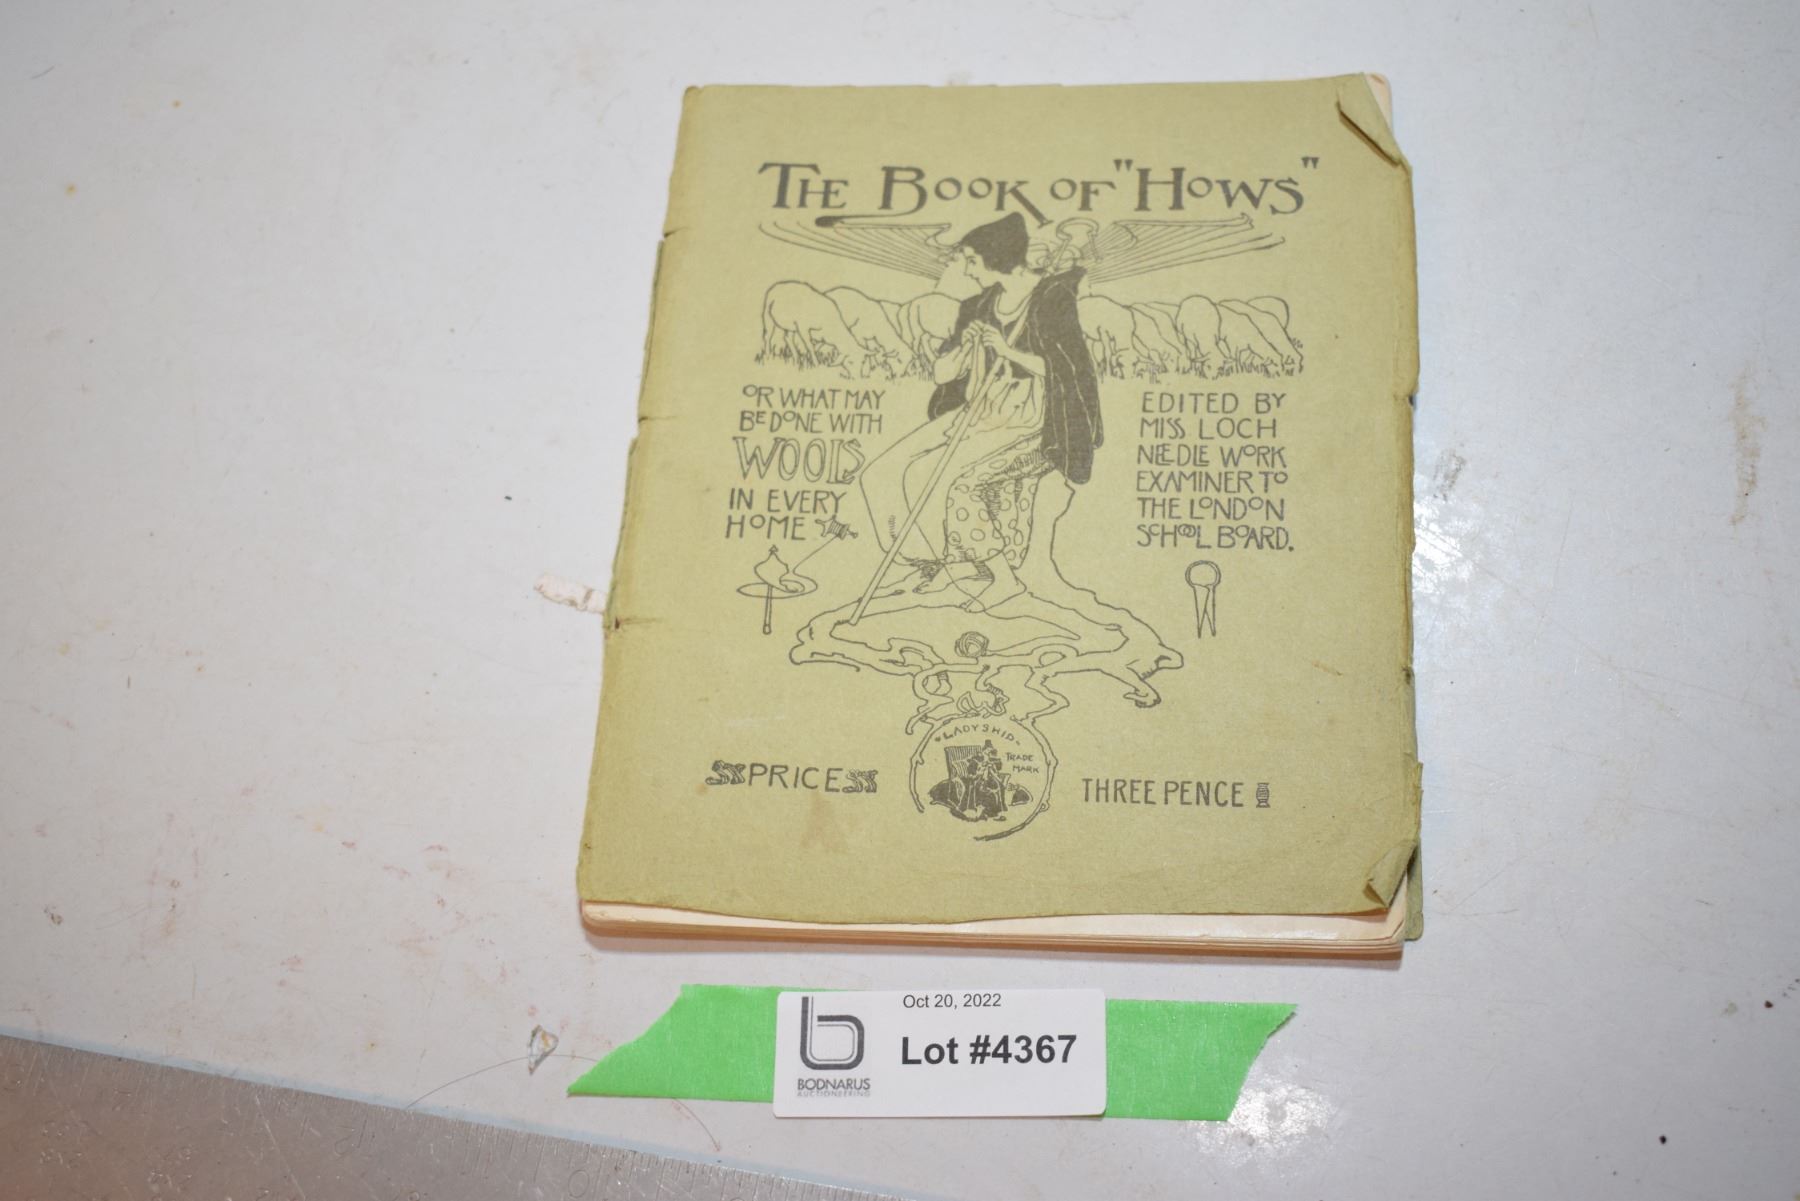 THE BOOK OF "HOWS"
OR WHAT MAY
BE DONE WITH
WOOLS
IN EVERY
HOME
EDITED BY
MISS LOCH
NEEDLE WORK
EXAMINER TO
THE LONDON
SCHOOL BOARD.
LADYSHIP
TRADE
MARK
PRICE
THREE PENCE
Oct 20, 2022
Lot #4367
BODNARUS
AUCTIONEERING